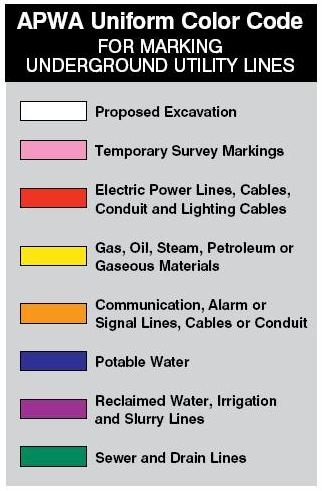 APWA Uniform Color Code
FOR MARKING
UNDERGROUND UTILITY LINES
Proposed Excavation
Temporary Survey Markings
Electric Power Lines, Cables,
Conduit and Lighting Cables
Gas, Oil, Steam, Petroleum or
Gaseous Materials
Communication, Alarm or
Signal Lines, Cables or Conduit
Potable Water
Reclaimed Water, Irrigation
and Slurry Lines
Sewer and Drain Lines